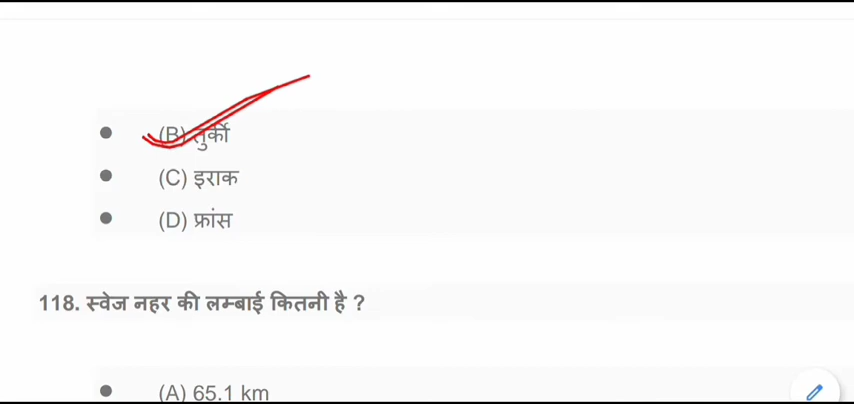 (B) तुर्की
(C) इराक
(D) फ्रांस
118. स्वेज नहर की लम्बाई कितनी है ?
(A) 65.1 km